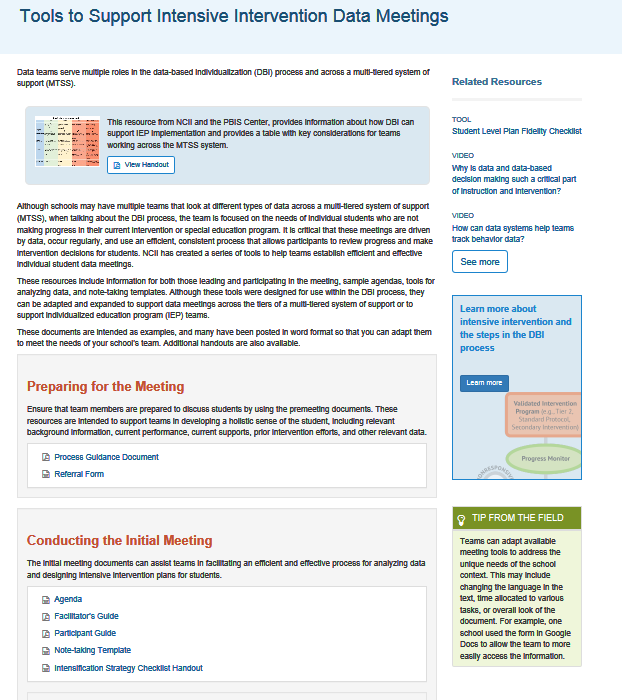 Tools to Support Intensive Intervention Data Meetings
Data teams serve multiple roles in the data-based individualization (DBI) process and across a multi-tiered system of
support (MTSS).
This resource from NCII and the PBIS Center, provides information about how DBI can
support IEP implementation and provides a table with key considerations for teams
working across the MTSS system.
View Handout
Although schools may have multiple teams that look at different types of data across a multi-tiered system of support
(MTSS), when talking about the DBI process, the team is focused on the needs of individual students who are not
making progress in their current intervention or special education program. It is critical that these meetings are driven
by data, occur regularly, and use an efficient, consistent process that allows participants to review progress and make
intervention decisions for students. NCII has created a series of tools to help teams establish efficient and effective
individual student data meetings.
These resources include information for both those leading and participating in the meeting, sample agendas, tools for
analyzing data, and note-taking templates. Although these tools were designed for use within the DBI process, they
can be adapted and expanded to support data meetings across the tiers of a multi-tiered system of support or to
support individualized education program (IEP) teams.
These documents are intended as examples, and many have been posted in word format so that you can adapt them
to meet the needs of your school's team. Additional handouts are also available.
Preparing for the Meeting
Ensure that team members are prepared to discuss students by using the premeeting documents. These
resources are intended to support teams in developing a holistic sense of the student, including relevant
background information, current performance, current supports, prior intervention efforts, and other relevant data.
Process Guidance Document
Referral Form
Conducting the Initial Meeting
The initial meeting documents can assist teams in facilitating an efficient and effective process for analyzing data
and designing intensive intervention plans for students.
Agenda
Facilitator's Guide
Participant Guide
Note-taking Template
Intensification Strategy Checklist Handout
Related Resources
TOOL
Student Level Plan Fidelity Checklist
VIDEO
Why is data and data-based
decision making such a critical part
of instruction and intervention?
VIDEO
How can data systems help teams
track behavior data?
See more
Learn more about
intensive intervention and
the steps in the DBI
process
Learn more
Validated Intervention
Program (e.g., Tier 2,
Standard Protocol,
Secondary Intervention)
Progress Monitor
NONRESPONSIVE
TIP FROM THE FIELD
Teams can adapt available
meeting tools to address the
unique needs of the school
context. This may include
changing the language in the
text, time allocated to various
tasks, or overall look of the
document. For example, one
school used the form in Google
Docs to allow the team to more
easily access the information.